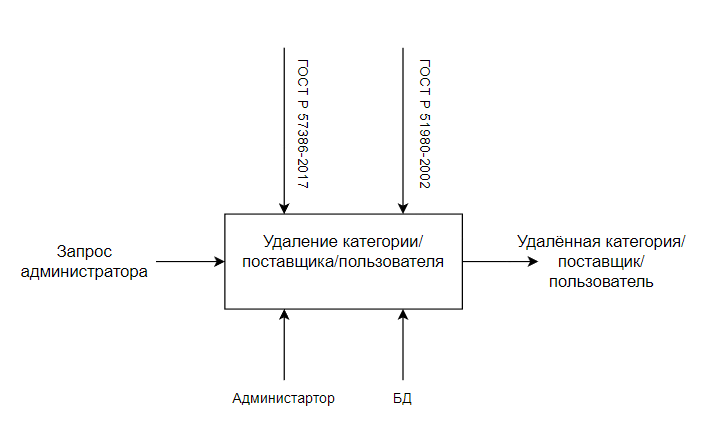 ГОСТ Р 57386-2017
ГОСТ Р 51980-2002
Запрос
администратора
Удаление категории/
поставщика/пользователя
Удалённая категория/
поставщик/
пользователь
Администартор
БД